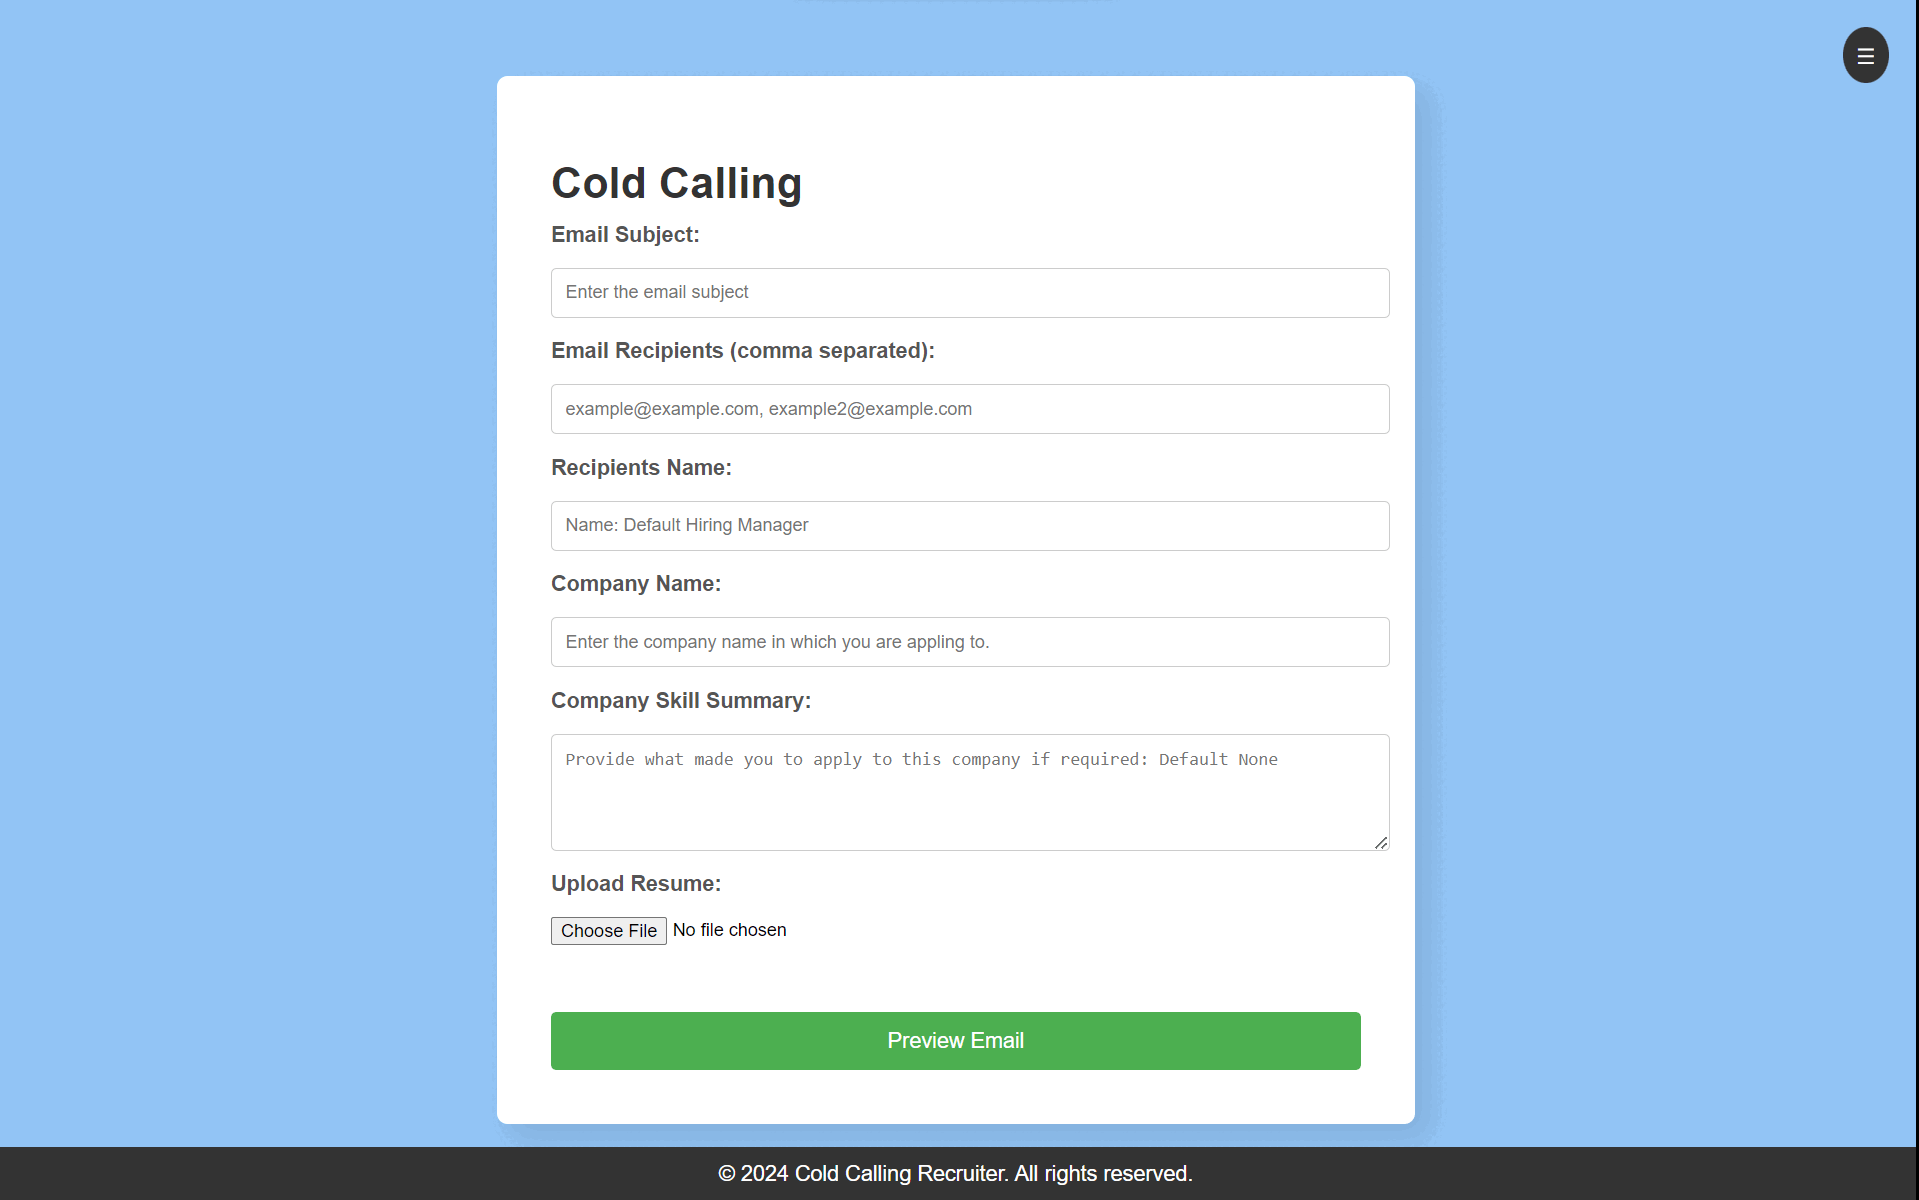 Cold Calling
Email Subject:
Enter the email subject
Email Recipients (comma separated):
example@example.com, example2@example.com
Recipients Name:
Name: Default Hiring Manager
Company Name:
Enter the company name in which you are appling to.
Company Skill Summary:
Provide what made you to apply to this company if required: Default None
Upload Resume:
Choose File No file chosen
Preview Email
© 2024 Cold Calling Recruiter. All rights reserved.